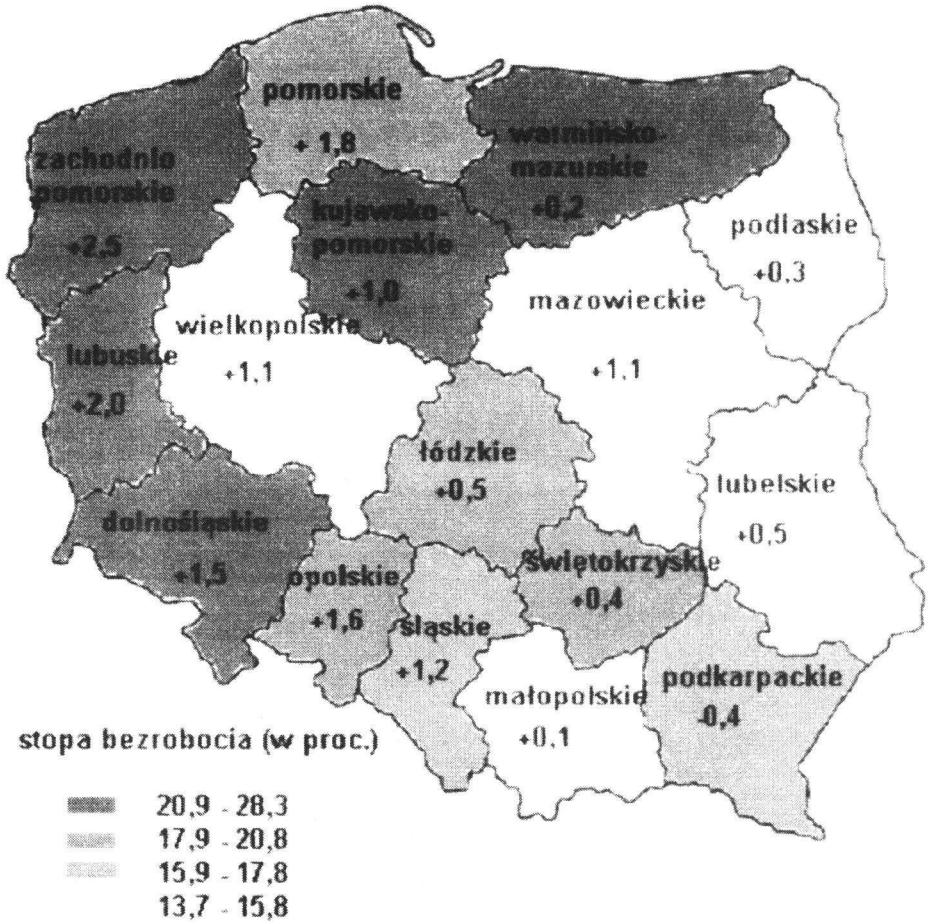 pomorskie
+ 1,8
warmińsko-
mazurskie
+0,2
zachodnio
pomorskie
+2,5
kujawsko-
pomorskie
+1,0
podlaskie
+0,3
mazowieckie
+1,1
wielkopolskie
+1,1
lubuskie
+2,0
łódzkie
+0,5
lubelskie
+0,5
dolnośląskie
+1,5
opolskie
+1,6
śląskie
+1,2
świętokrzyskie
+0,4
małopolskie
+0,1
podkarpackie
-0,4
stopa bezrobocia (w proc.)
20,9 - 28,3
17,9 - 20,8
15,9 - 17,8
13,7 - 15,8